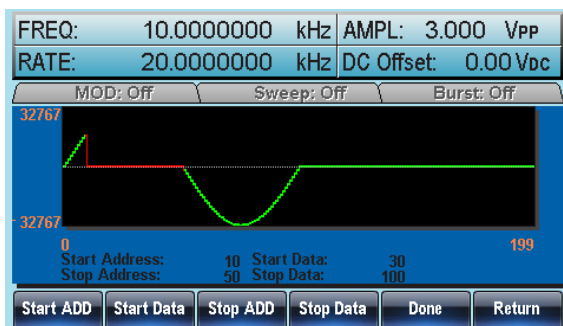 FREQ: 10.0000000 kHz AMPL: 3.000 VPP
RATE: 20.0000000 kHz DC Offset: 0.00 VDC
MOD: Off Sweep: Off Burst: Off
32767
- 32767
0 199
Start Address: 10 Start Data: 30
Stop Address: 50 Stop Data: 100
Start ADD Start Data Stop ADD Stop Data Done Return